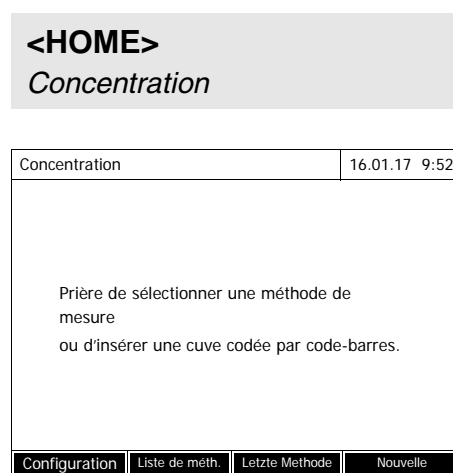 <HOME>
Concentration
Concentration 16.01.17 9:52
Prière de sélectionner une méthode de
mesure
ou d'insérer une cuve codée par code-barres.
Configuration Liste de méth. Letzte Methode Nouvelle